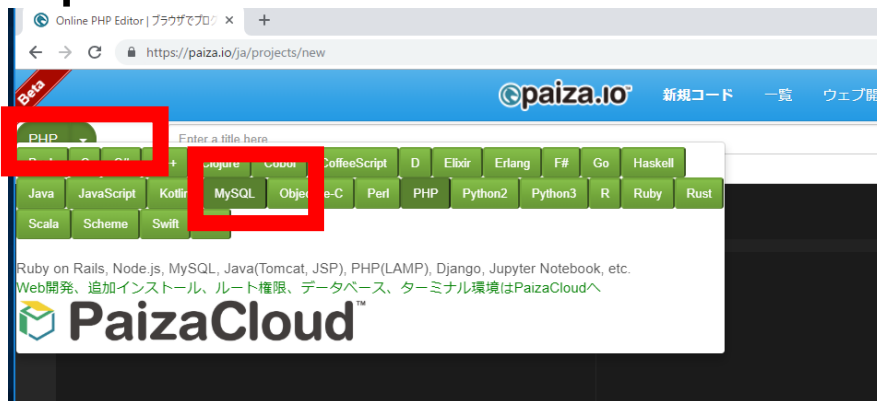 Online PHP Editor | ブラウザでプログ
https://paiza.io/ja/projects/new
Beta
paiza.IO
新規コード 一覧 ウェブ開
PHP
Enter a title here
Clojure Cobol CoffeeScript D Elixir Erlang F# Go Haskell
Java JavaScript Kotlin MySQL Objective-C Perl PHP Python2 Python3 R Ruby Rust
Scala Scheme Swift
Ruby on Rails, Node.js, MySQL, Java(Tomcat, JSP), PHP(LAMP), Django, Jupyter Notebook, etc.
Web開発、追加インストール、ルート権限、データベース、ターミナル環境はPaizaCloudへ
PaizaCloud™